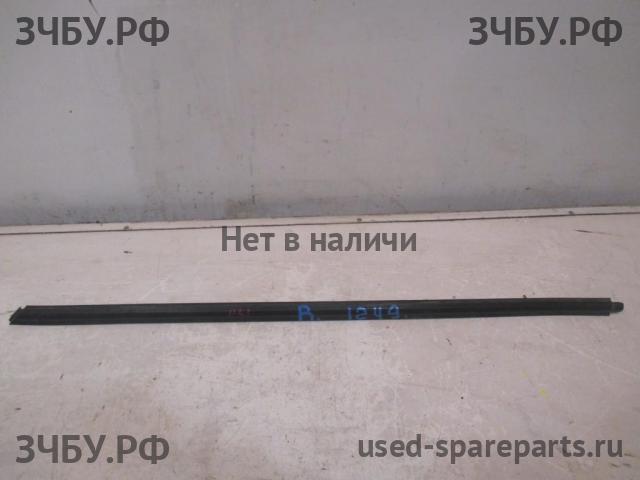 ЗЧБУ.РФ
ЗЧБУ.РФ
Нет в наличи
R. 1249
ЗЧБУ.РФ
used-spareparts.ru